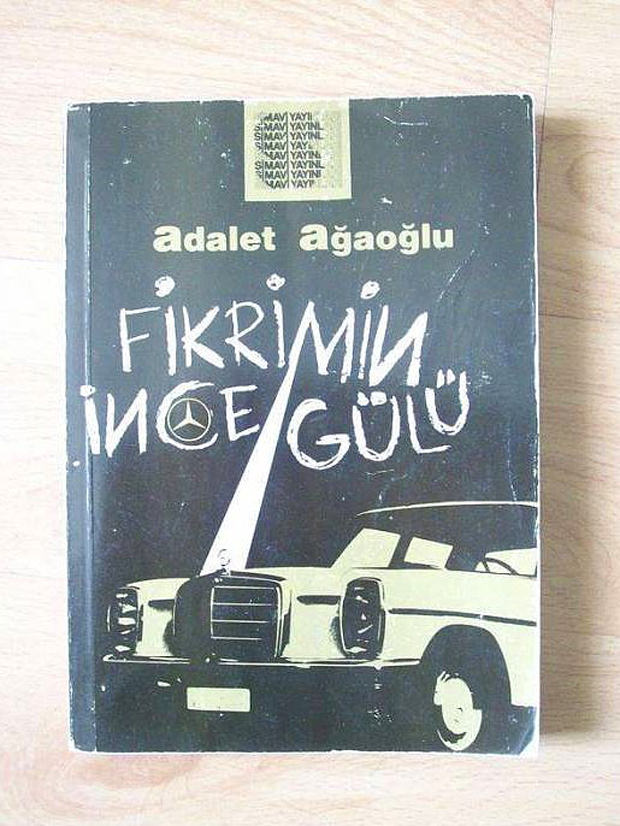 SİMAVİ YAYINL
adalet ağaoğlu
FİKRİMİN
İNCE GÜLÜ